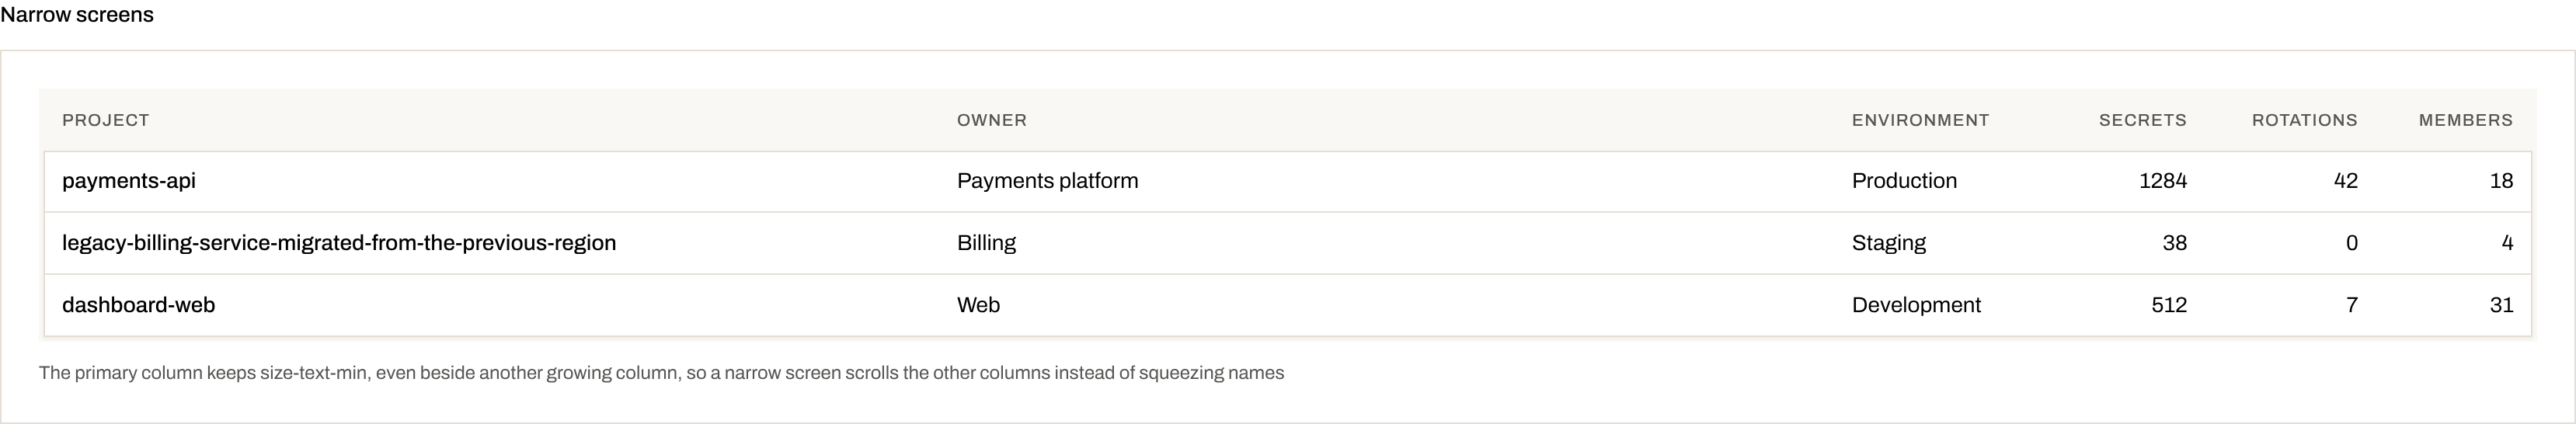 Narrow screens
PROJECT OWNER ENVIRONMENT SECRETS ROTATIONS MEMBERS
payments-api Payments platform Production 1284 42 18
legacy-billing-service-migrated-from-the-previous-region Billing Staging 38 0 4
dashboard-web Web Development 512 7 31
The primary column keeps size-text-min, even beside another growing column, so a narrow screen scrolls the other columns instead of squeezing names